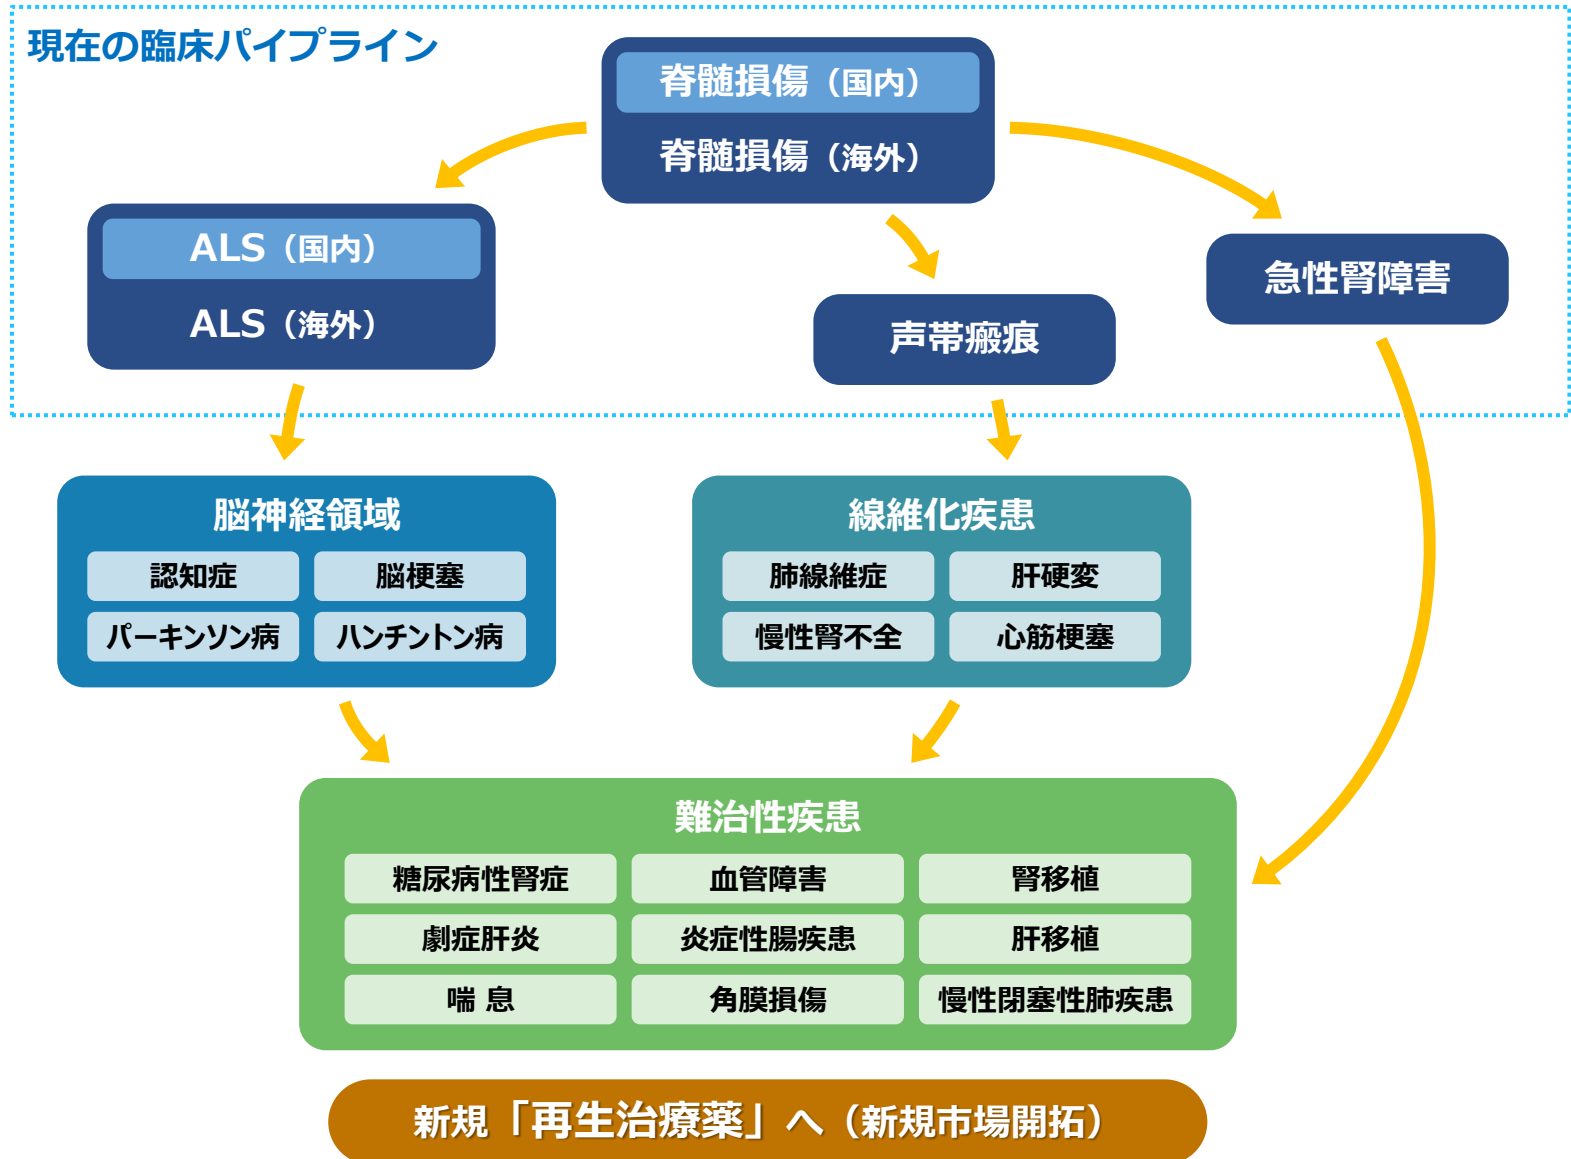 現在の臨床パイプライン
脊髄損傷（国内）
脊髄損傷（海外）
ALS（国内）
ALS（海外）
声帯瘢痕
急性腎障害
脳神経領域
認知症
脳梗塞
パーキンソン病
ハンチントン病
線維化疾患
肺線維症
肝硬変
慢性腎不全
心筋梗塞
難治性疾患
糖尿病性腎症
血管障害
腎移植
劇症肝炎
炎症性腸疾患
肝移植
喘 息
角膜損傷
慢性閉塞性肺疾患
新規「再生治療薬」へ（新規市場開拓）